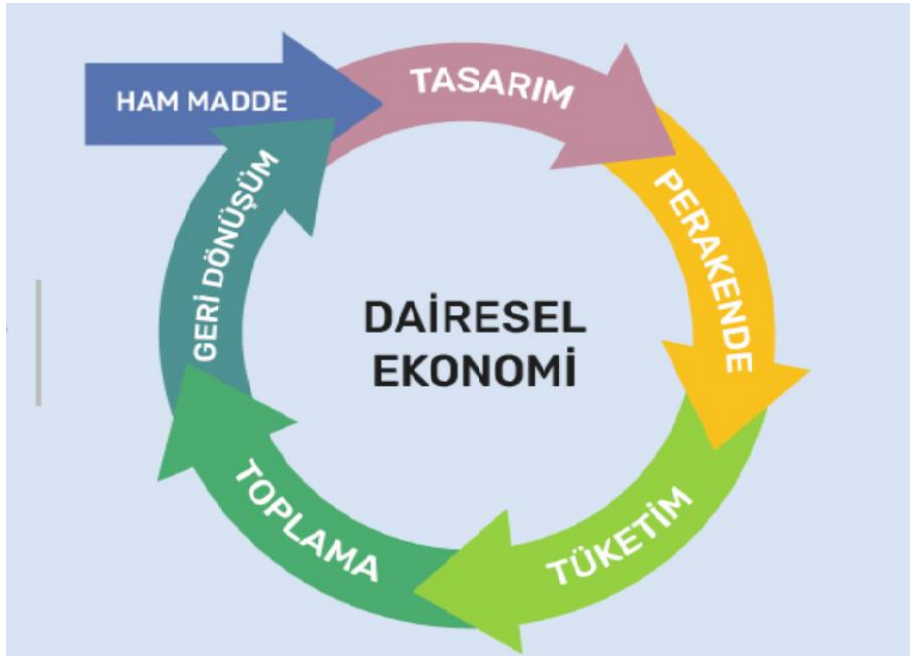 HAM MADDE
TASARIM
PERAKENDE
TÜKETİM
TOPLAMA
GERİ DÖNÜŞÜM
DAİRESEL
EKONOMİ